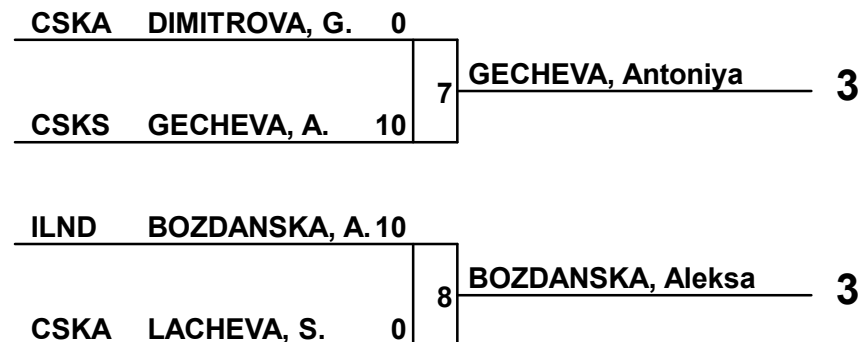 CSKA DIMITROVA, G. 0
7 GECHEVA, Antoniya 3
CSKS GECHEVA, A. 10
ILND BOZDANSKA, A. 10
8 BOZDANSKA, Aleksa 3
CSKA LACHEVA, S. 0